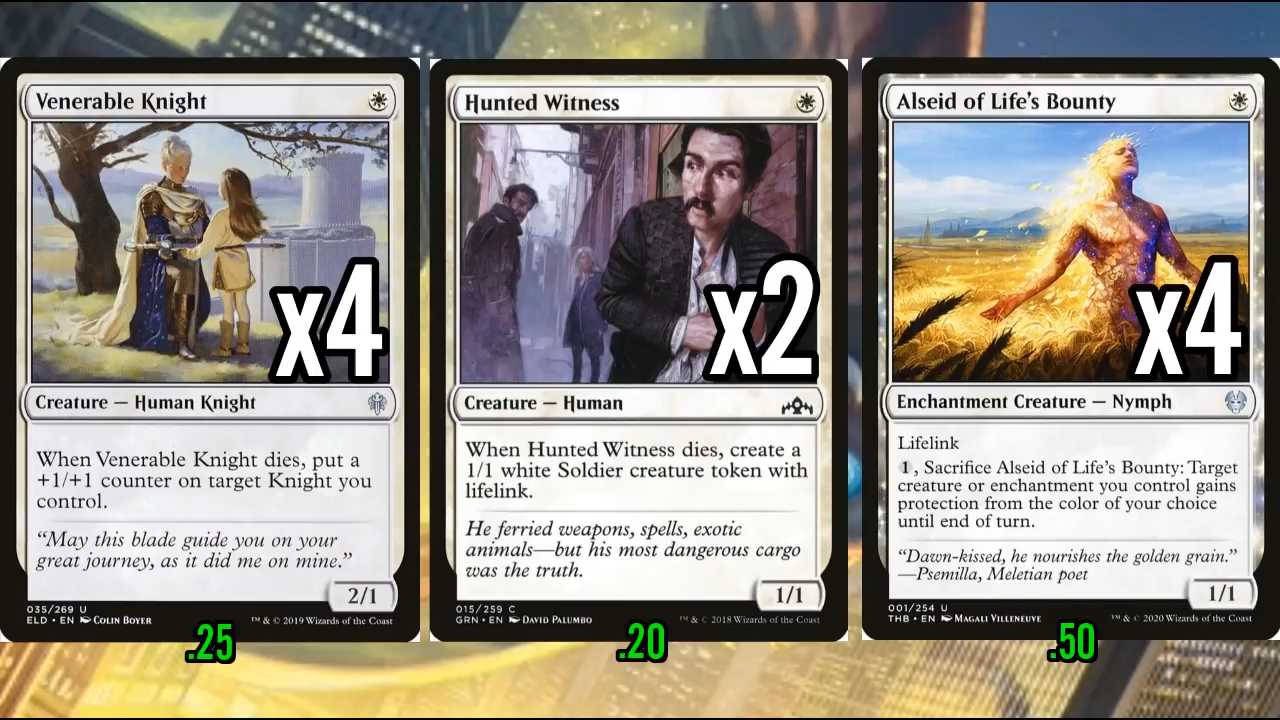 Venerable Knight
x4
Creature — Human Knight
When Venerable Knight dies, put a
+1/+1 counter on target Knight you
control.
“May this blade guide you on your
great journey, as it did me on mine.”
2/1
035/269 U
ELD • EN COLIN BOYER
™ & © 2019 Wizards of the Coast
.25
Hunted Witness
x2
Creature — Human
When Hunted Witness dies, create a
1/1 white Soldier creature token with
lifelink.
He ferried weapons, spells, exotic
animals—but his most dangerous cargo
was the truth.
1/1
015/259 C
GRN • EN DAVID PALUMBO
™ & © 2018 Wizards of the Coast
.20
Alseid of Life’s Bounty
x4
Enchantment Creature — Nymph
Lifelink
1, Sacrifice Alseid of Life’s Bounty: Target
creature or enchantment you control gains
protection from the color of your choice
until end of turn.
“Dawn-kissed, he nourishes the golden grain.”
—Psemilla, Meletian poet
1/1
001/254 U
THB • EN MAGALI VILLENEUVE
™ & © 2020 Wizards of the Coast
.50